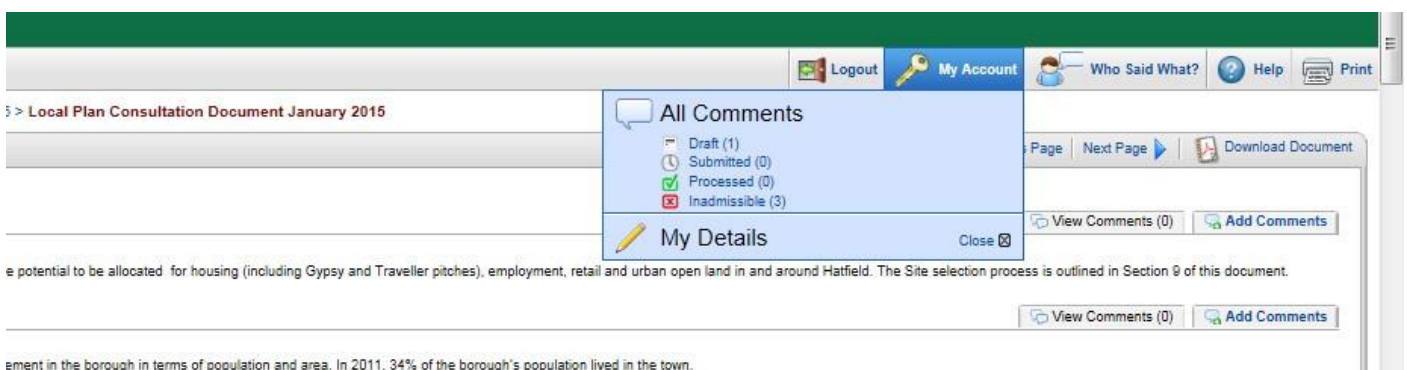 Logout My Account Who Said What? Help Print
> Local Plan Consultation Document January 2015
All Comments
Draft (1)
Submitted (0)
Processed (0)
Inadmissible (3)
Page Next Page Download Document
My Details Close
View Comments (0) Add Comments
potential to be allocated for housing (including Gypsy and Traveller pitches), employment, retail and urban open land in and around Hatfield. The Site selection process is outlined in Section 9 of this document.
View Comments (0) Add Comments
ement in the borough in terms of population and area. In 2011, 34% of the borough's population lived in the town.